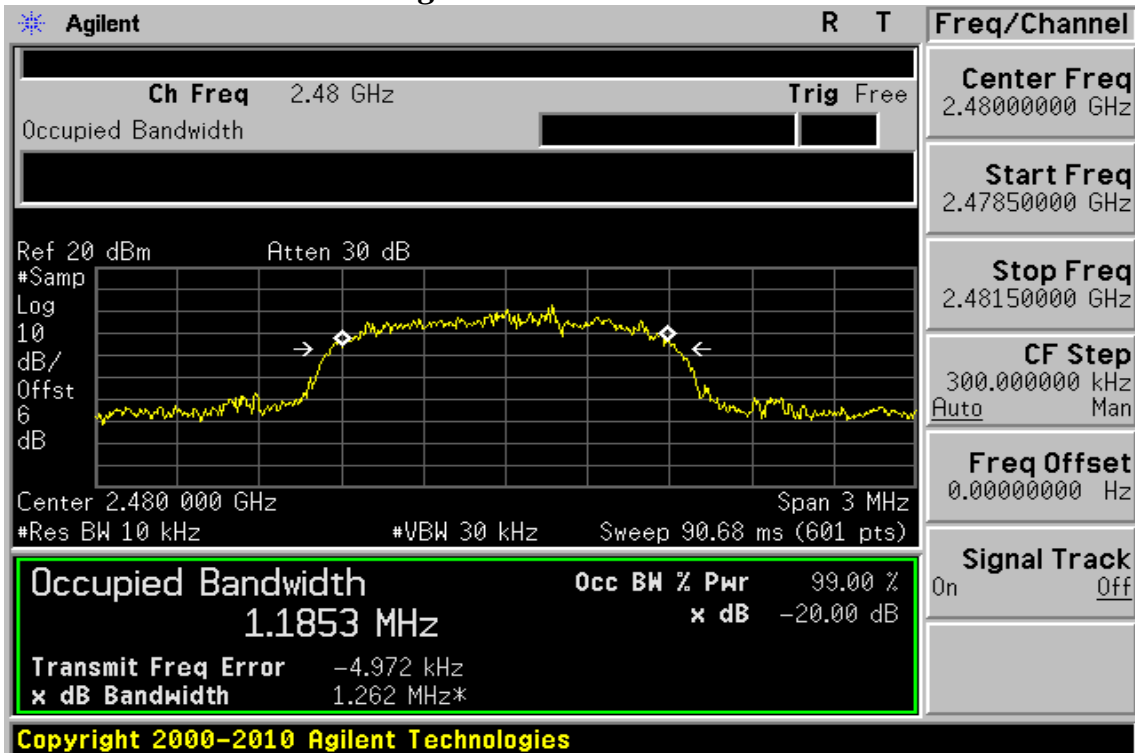 Agilent R T Freq/Channel
Ch Freq 2.48 GHz Trig Free
Occupied Bandwidth
Center Freq
2.48000000 GHz
Start Freq
2.47850000 GHz
Stop Freq
2.48150000 GHz
CF Step
300.000000 kHz
Auto Man
Freq Offset
0.00000000 Hz
Signal Track
On Off
Ref 20 dBm Atten 30 dB
#Samp
Log
10
dB/
Offst
6
dB
Center 2.480 000 GHz Span 3 MHz
#Res BW 10 kHz #VBW 30 kHz Sweep 90.68 ms (601 pts)
Occupied Bandwidth Occ BW % Pwr 99.00 %
1.1853 MHz x dB -20.00 dB
Transmit Freq Error -4.972 kHz
x dB Bandwidth 1.262 MHz*
Copyright 2000-2010 Agilent Technologies